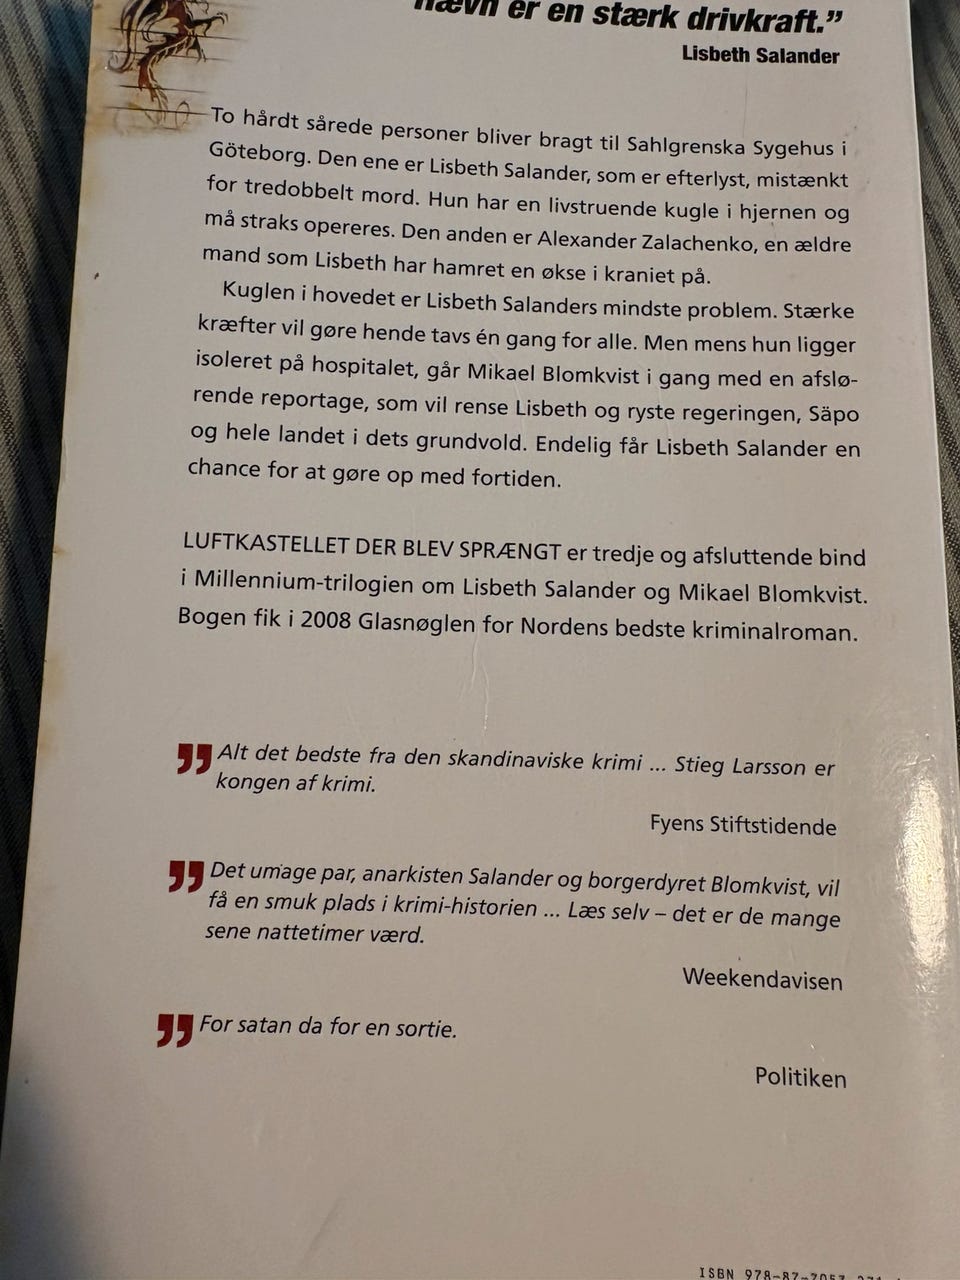 hævn er en stærk drivkraft.”
Lisbeth Salander
To hårdt sårede personer bliver bragt til Sahlgrenska Sygehus i
Göteborg. Den ene er Lisbeth Salander, som er efterlyst, mistænkt
for tredobbelt mord. Hun har en livstruende kugle i hjernen og
må straks opereres. Den anden er Alexander Zalachenko, en ældre
mand som Lisbeth har hamret en økse i kraniet på.
Kuglen i hovedet er Lisbeth Salanders mindste problem. Stærke
kræfter vil gøre hende tavs én gang for alle. Men mens hun ligger
isoleret på hospitalet, går Mikael Blomkvist i gang med en afslø-
rende reportage, som vil rense Lisbeth og ryste regeringen, Säpo
og hele landet i dets grundvold. Endelig får Lisbeth Salander en
chance for at gøre op med fortiden.
LUFTKASTELLET DER BLEV SPRÆNGT er tredje og afsluttende bind
i Millennium-trilogien om Lisbeth Salander og Mikael Blomkvist.
Bogen fik i 2008 Glasnøglen for Nordens bedste kriminalroman.
” Alt det bedste fra den skandinaviske krimi ... Stieg Larsson er
kongen af krimi.
Fyens Stiftstidende
” Det umage par, anarkisten Salander og borgerdyret Blomkvist, vil
få en smuk plads i krimi-historien ... Læs selv – det er de mange
sene nattetimer værd.
Weekendavisen
” For satan da for en sortie.
Politiken
ISBN 978-87-7053